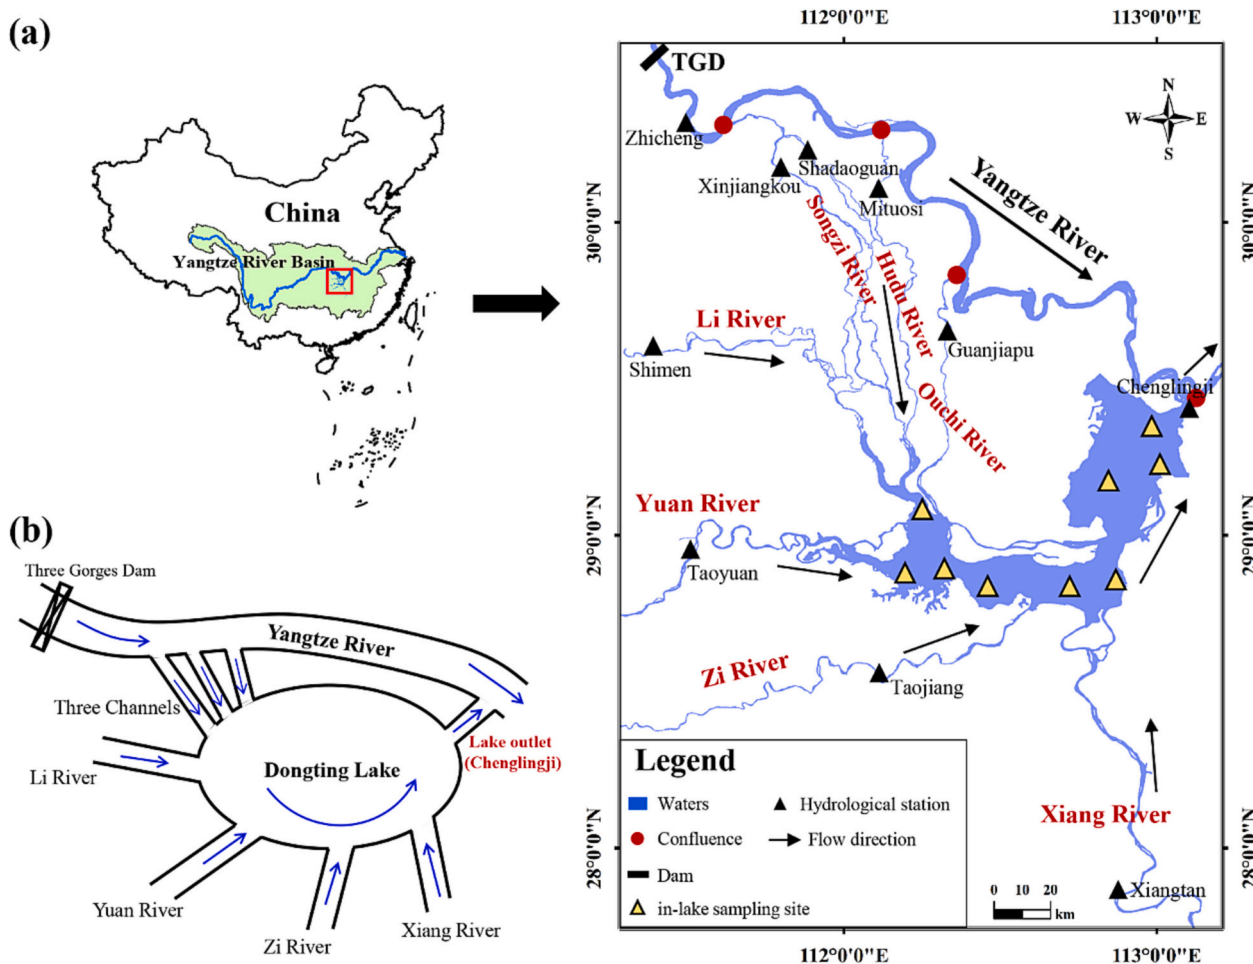 (a)
China
Yangtze River Basin
112°0'0"E
113°0'0"E
TGD
N
W
E
S
Zhicheng
Shadaoguan
Xinjiangkou
Mituosi
Yangtze River
30°0'0"N
30°0'0"N
Songzi River
Hudu River
Li River
Shimen
Guanjiapu
Chenglingji
Ouchi River
Yuan River
29°0'0"N
29°0'0"N
Taoyuan
Zi River
Taojiang
Xiang River
28°0'0"N
28°0'0"N
Xiangtan
Legend
Waters
Hydrological station
Confluence
Flow direction
Dam
in-lake sampling site
0 10 20
km
112°0'0"E
113°0'0"E
(b)
Three Gorges Dam
Yangtze River
Three Channels
Lake outlet
(Chenglingji)
Li River
Dongting Lake
Yuan River
Zi River
Xiang River